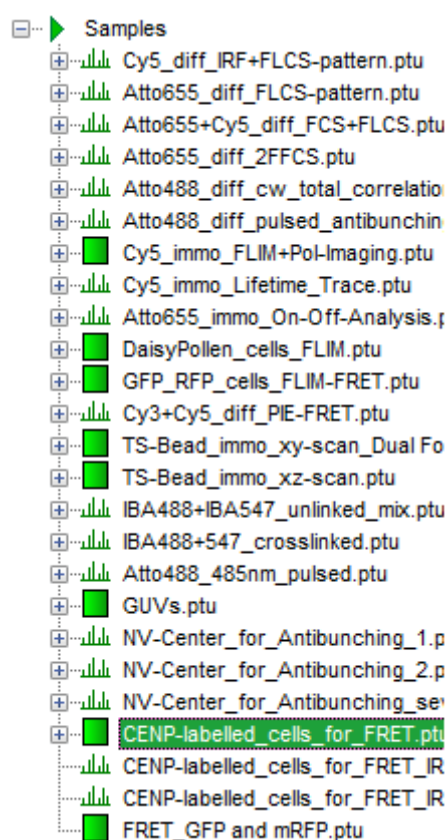 Samples
Cy5_diff_IRF+FLCS-pattern.ptu
Atto655_diff_FLCS-pattern.ptu
Atto655+Cy5_diff_FCS+FLCS.ptu
Atto655_diff_2FFCS.ptu
Atto488_diff_cw_total_correlatio
Atto488_diff_pulsed_antibunchin
Cy5_immo_FLIM+Pol-Imaging.ptu
Cy5_immo_Lifetime_Trace.ptu
Atto655_immo_On-Off-Analysis.p
DaisyPollen_cells_FLIM.ptu
GFP_RFP_cells_FLIM-FRET.ptu
Cy3+Cy5_diff_PIE-FRET.ptu
TS-Bead_immo_xy-scan_Dual Fo
TS-Bead_immo_xz-scan.ptu
IBA488+IBA547_unlinked_mix.ptu
IBA488+547_crosslinked.ptu
Atto488_485nm_pulsed.ptu
GUVs.ptu
NV-Center_for_Antibunching_1.p
NV-Center_for_Antibunching_2.p
NV-Center_for_Antibunching_sev
CENP-labelled_cells_for_FRET.ptu
CENP-labelled_cells_for_FRET_IR
CENP-labelled_cells_for_FRET_IR
FRET_GFP and mRFP.ptu